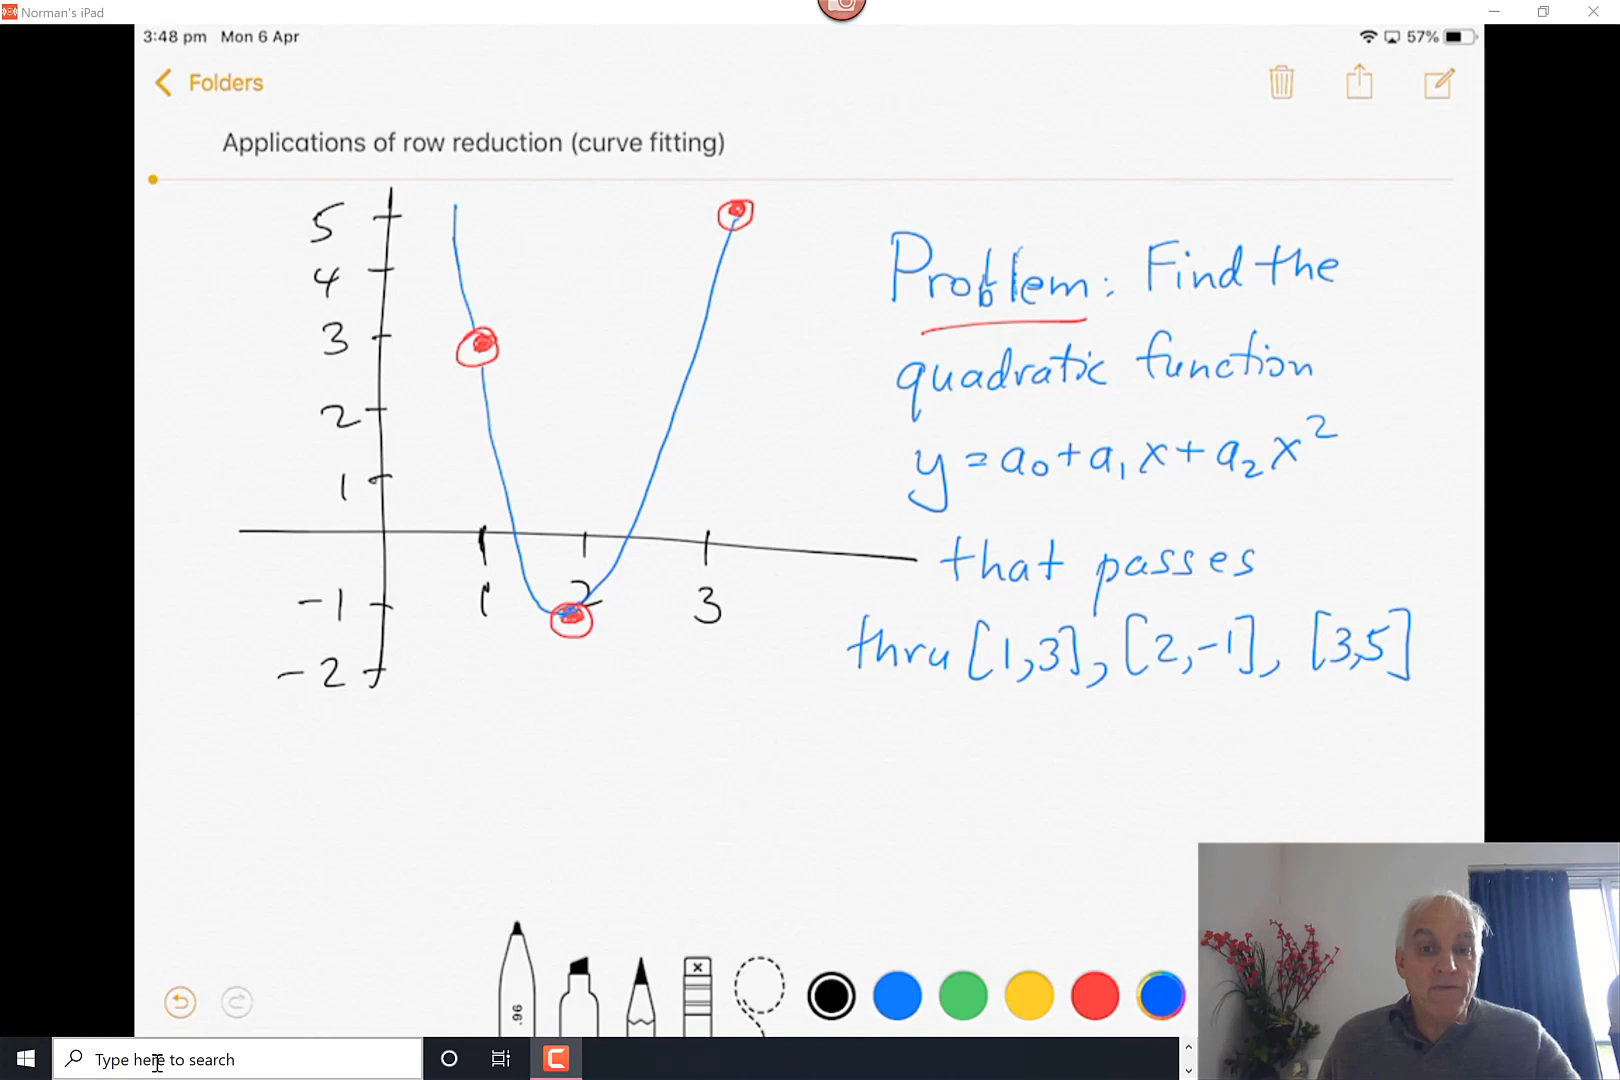 Norman's iPad
3:48 pm Mon 6 Apr
57%
Folders
Applications of row reduction (curve fitting)
5
4
3
2
1
-1
-2
1 2 3
Problem: Find the
quadratic function
y = a₀ + a₁x + a₂x²
that passes
thru [1,3], [2,-1], [3,5]
96
Type here to search